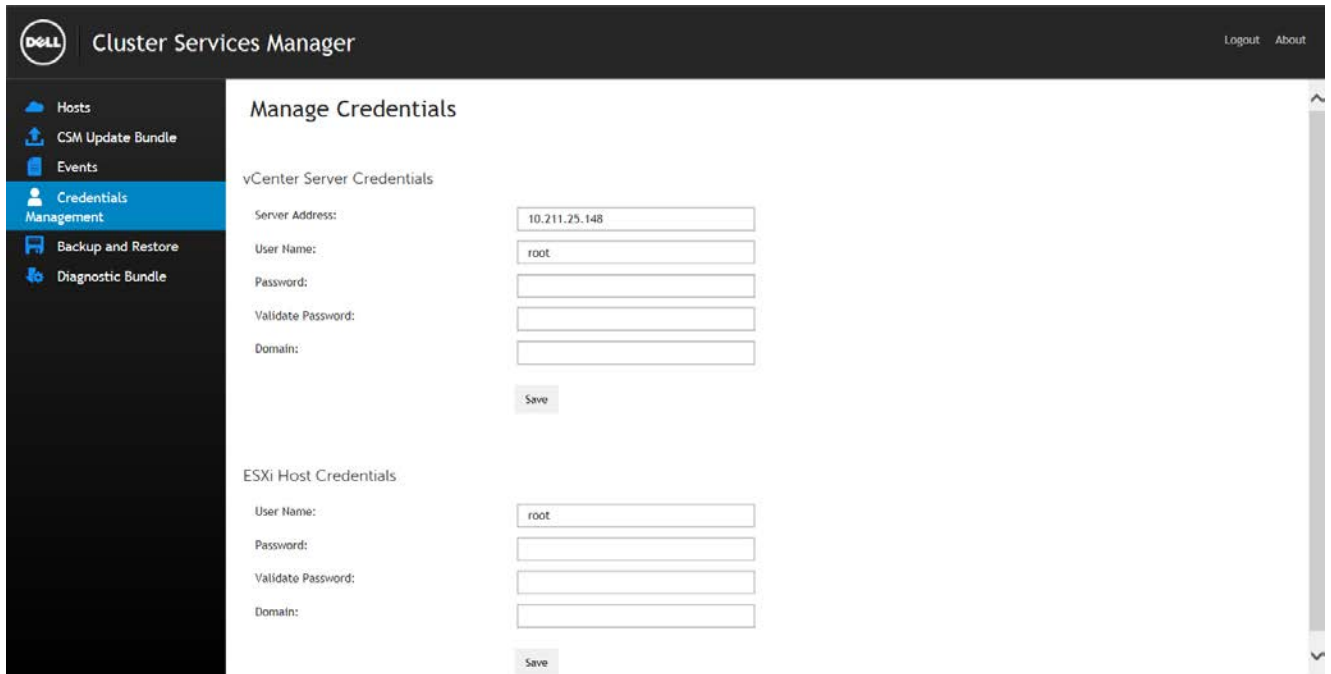 DELL
Cluster Services Manager
Logout About
Hosts
CSM Update Bundle
Events
Credentials
Management
Backup and Restore
Diagnostic Bundle
Manage Credentials
vCenter Server Credentials
Server Address: 10.211.25.148
User Name: root
Password:
Validate Password:
Domain:
Save
ESXi Host Credentials
User Name: root
Password:
Validate Password:
Domain:
Save